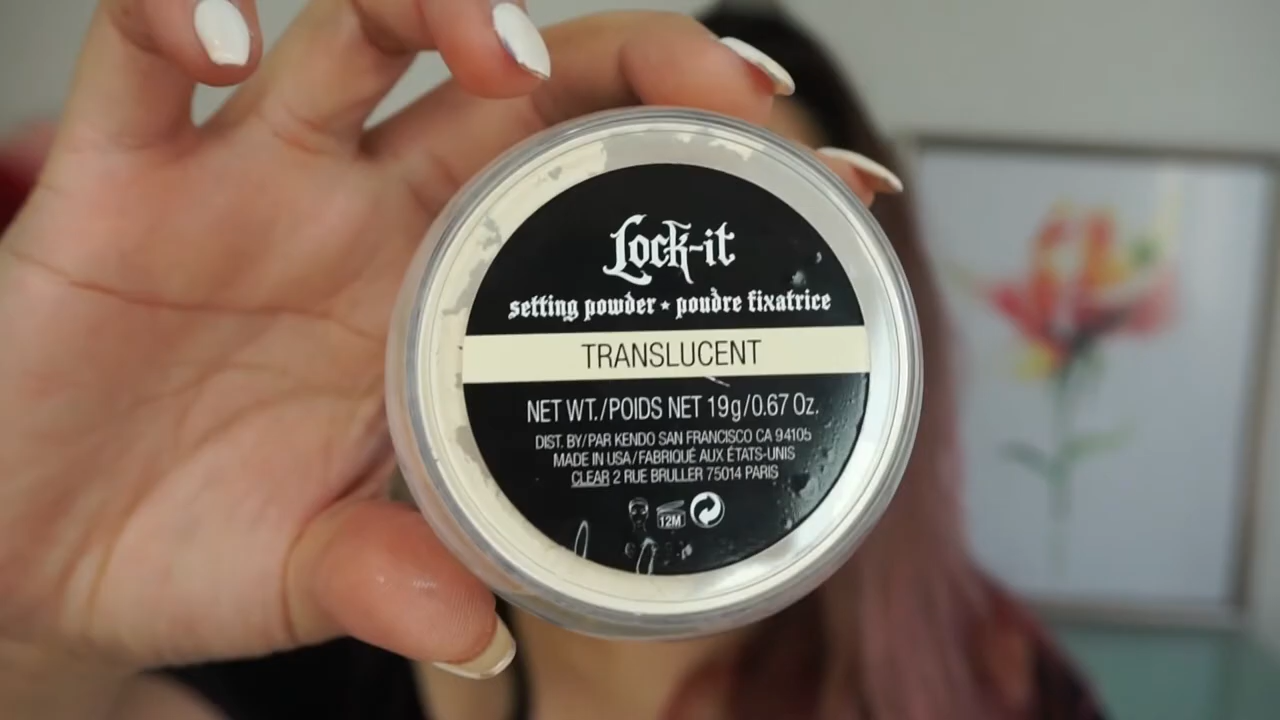 Lock-it
setting powder ★ poudre fixatrice
TRANSLUCENT
NET WT./POIDS NET 19g/0.67 Oz.
DIST. BY/PAR KENDO SAN FRANCISCO CA 94105
MADE IN USA/FABRIQUÉ AUX ÉTATS-UNIS
CLEAR 2 RUE BRULLER 75014 PARIS
12M